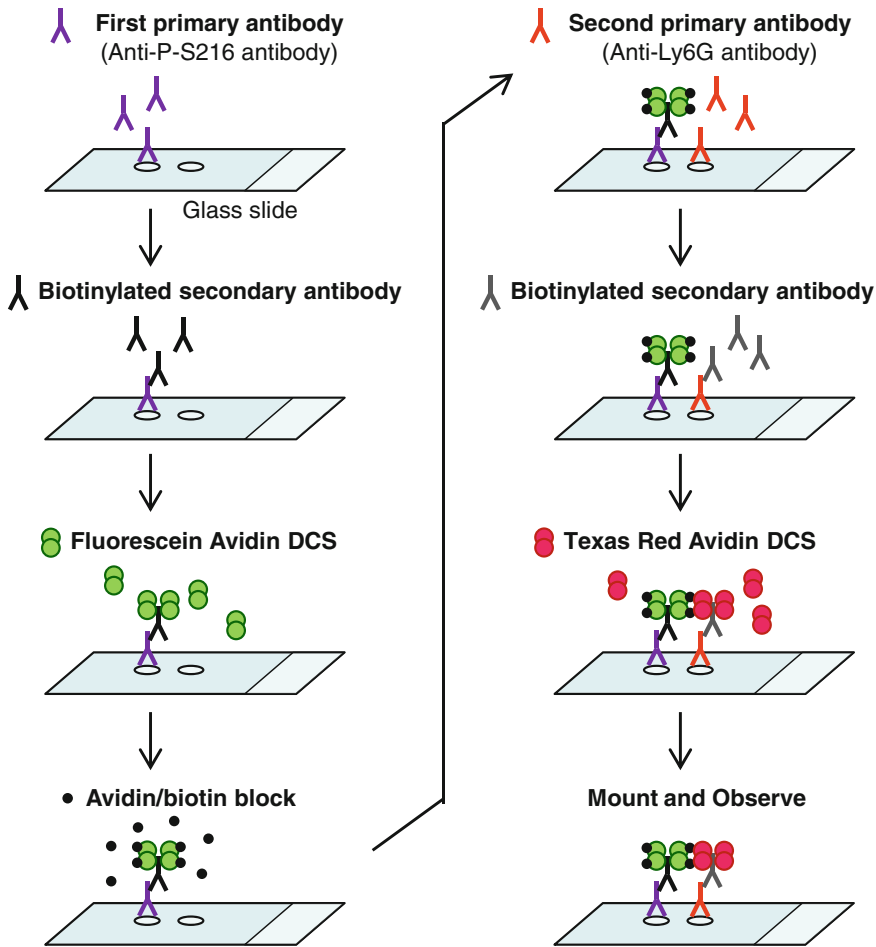 First primary antibody
(Anti-P-S216 antibody)
Glass slide
Biotinylated secondary antibody
Fluorescein Avidin DCS
Avidin/biotin block
Second primary antibody
(Anti-Ly6G antibody)
Biotinylated secondary antibody
Texas Red Avidin DCS
Mount and Observe